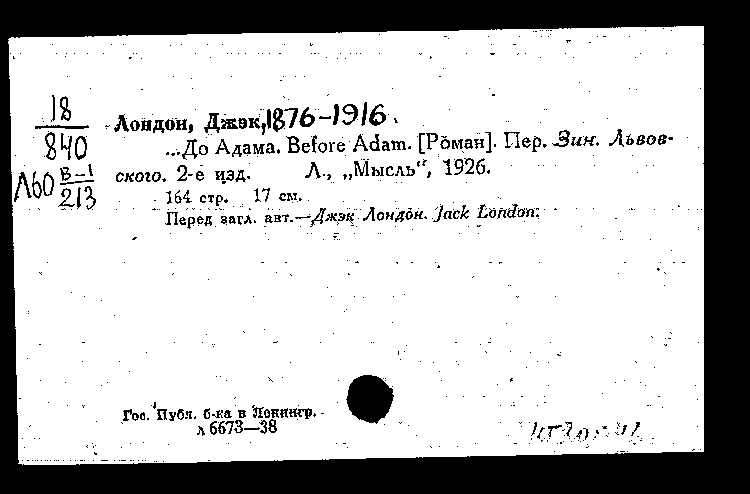 18
840
Л60 В-1
213
Лондон, Джэк, 1876-1916.
...До Адама. Before Adam. [Роман]. Пер. Зин. Львов-
ского. 2-е изд. Л., „Мысль“, 1926.
164 стр. 17 см.
Перед загл. авт.—Джэк Лондон. Jack London.
Гос. Публ. б-ка в Ленингр.
л 6673—38